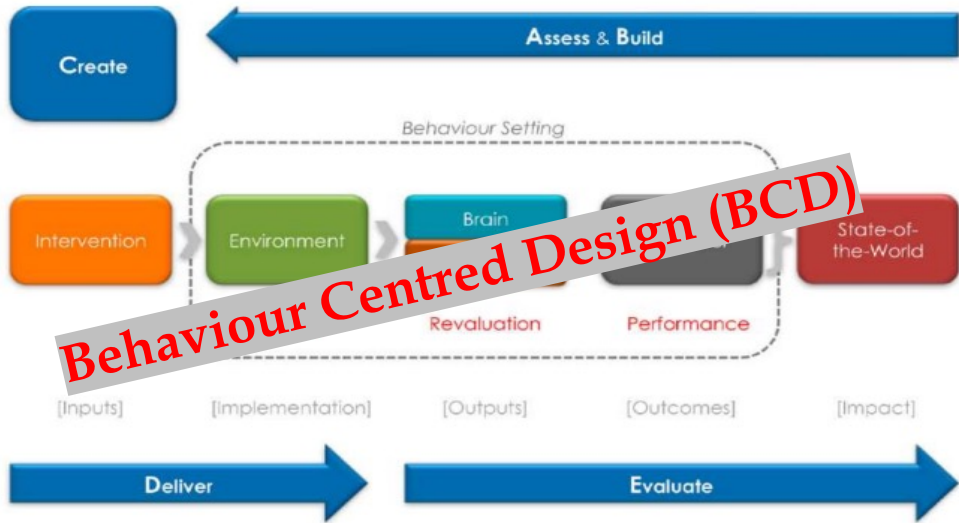 Assess & Build
Create
Behaviour Setting
Intervention
Environment
Brain
State-of-
the-World
Behaviour Centred Design (BCD)
Revaluation
Performance
[Inputs]
[Implementation]
[Outputs]
[Outcomes]
[Impact]
Deliver
Evaluate